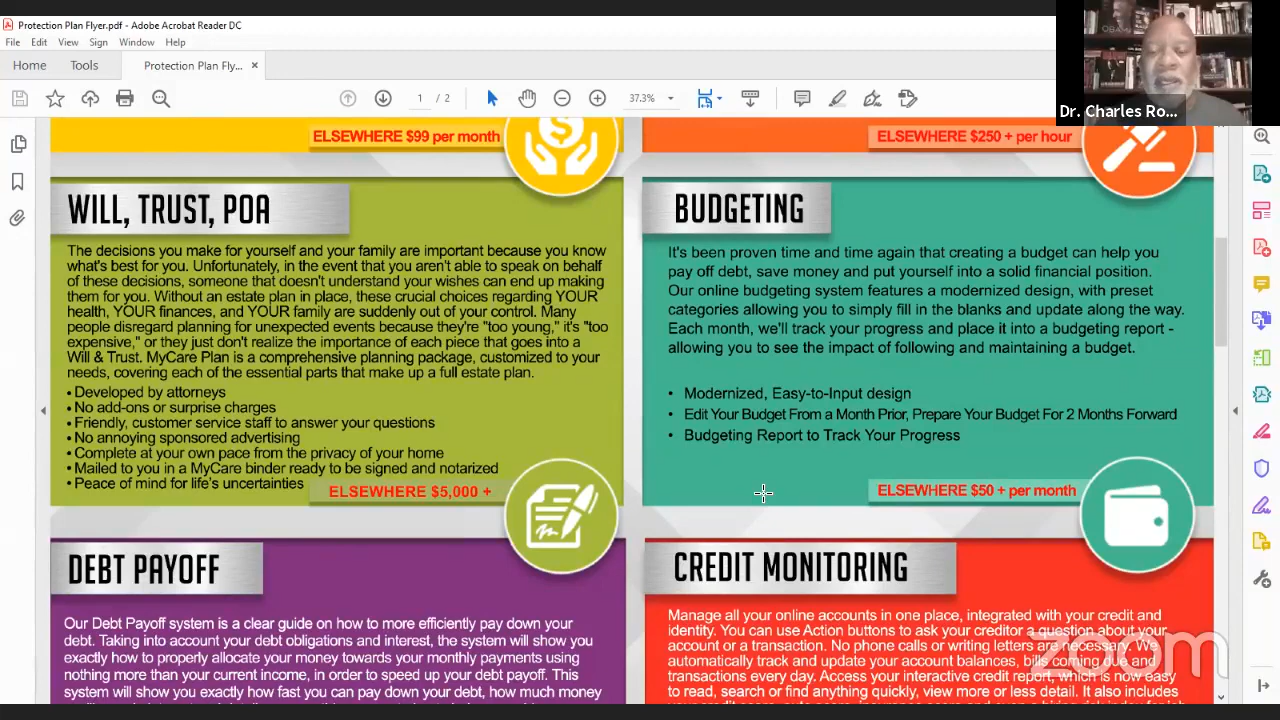 Protection Plan Flyer.pdf - Adobe Acrobat Reader DC
File Edit View Sign Window Help
Home Tools Protection Plan Fly... ×
1 / 2 37.3%
Dr. Charles Ro...
ELSEWHERE $99 per month
ELSEWHERE $250 + per hour
WILL, TRUST, POA
The decisions you make for yourself and your family are important because you know
what's best for you. Unfortunately, in the event that you aren't able to speak on behalf
of these decisions, someone that doesn't understand your wishes can end up making
them for you. Without an estate plan in place, these crucial choices regarding YOUR
health, YOUR finances, and YOUR family are suddenly out of your control. Many
people disregard planning for unexpected events because they're "too young," it's "too
expensive," or they just don't realize the importance of each piece that goes into a
Will & Trust. MyCare Plan is a comprehensive planning package, customized to your
needs, covering each of the essential parts that make up a full estate plan.
• Developed by attorneys
• No add-ons or surprise charges
• Friendly, customer service staff to answer your questions
• No annoying sponsored advertising
• Complete at your own pace from the privacy of your home
• Mailed to you in a MyCare binder ready to be signed and notarized
• Peace of mind for life's uncertainties
ELSEWHERE $5,000 +
BUDGETING
It's been proven time and time again that creating a budget can help you
pay off debt, save money and put yourself into a solid financial position.
Our online budgeting system features a modernized design, with preset
categories allowing you to simply fill in the blanks and update along the way.
Each month, we'll track your progress and place it into a budgeting report -
allowing you to see the impact of following and maintaining a budget.
• Modernized, Easy-to-Input design
• Edit Your Budget From a Month Prior, Prepare Your Budget For 2 Months Forward
• Budgeting Report to Track Your Progress
ELSEWHERE $50 + per month
DEBT PAYOFF
Our Debt Payoff system is a clear guide on how to more efficiently pay down your
debt. Taking into account your debt obligations and interest, the system will show you
exactly how to properly allocate your money towards your monthly payments using
nothing more than your current income, in order to speed up your debt payoff. This
system will show you exactly how fast you can pay down your debt, how much money
CREDIT MONITORING
Manage all your online accounts in one place, integrated with your credit and
identity. You can use Action buttons to ask your creditor a question about your
account or a transaction. No phone calls or writing letters are necessary. We
automatically track and update your account balances, bills coming due and
transactions every day. Access your interactive credit report, which is now easy
to read, search or find anything quickly, view more or less detail. It also includes
zoom